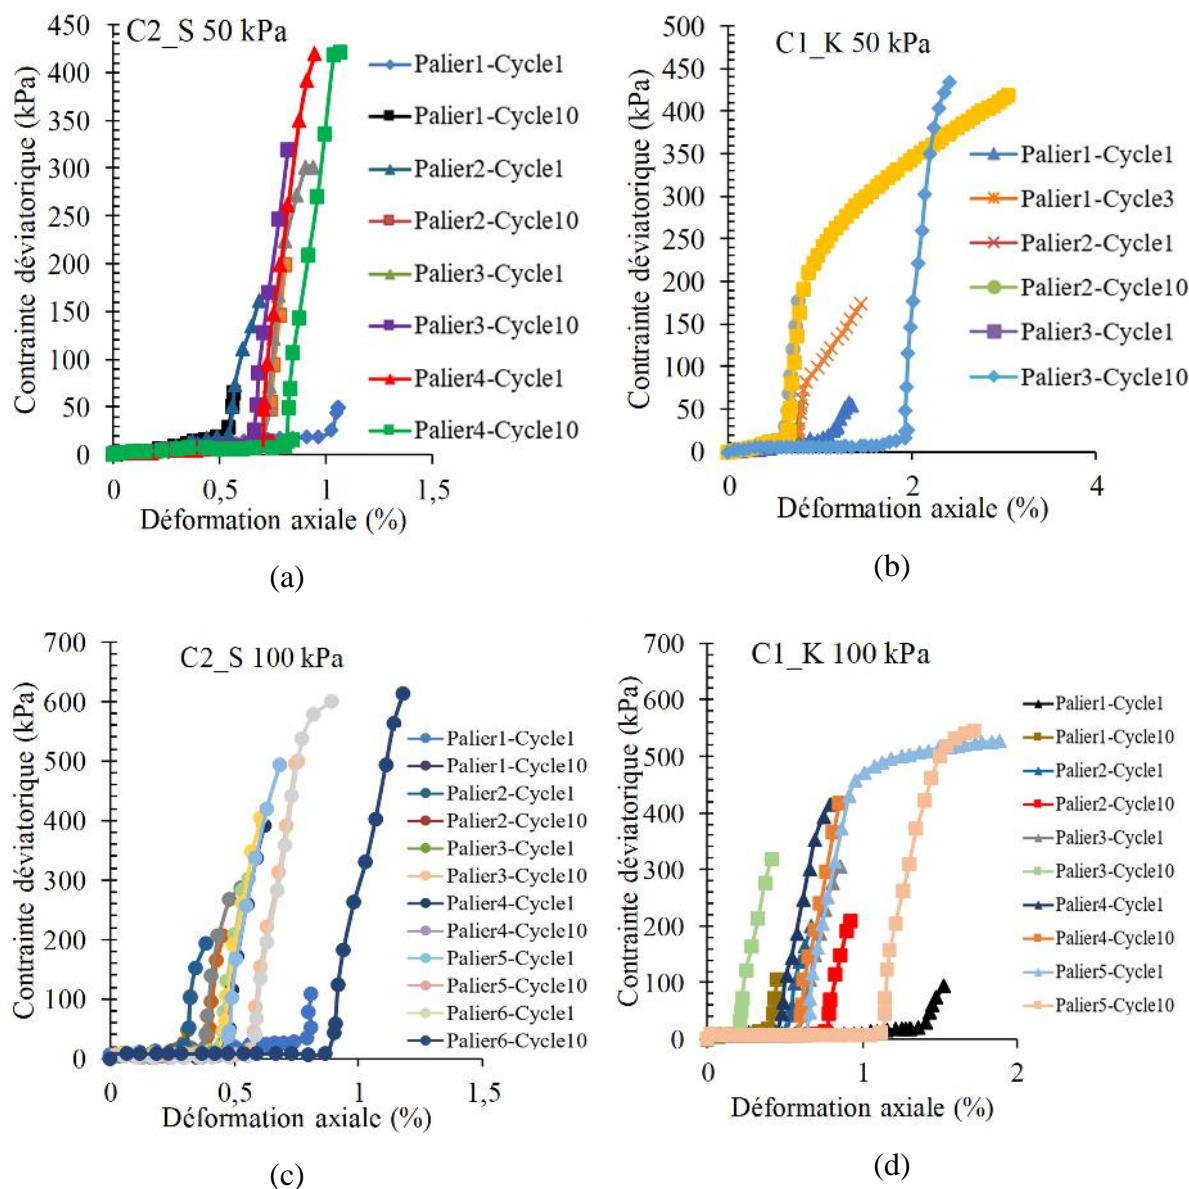 C2_S 50 kPa
Contrainte déviatorique (kPa)
450
400
350
300
250
200
150
100
50
0
0
0,5
1
1,5
Déformation axiale (%)
Palier1-Cycle1
Palier1-Cycle10
Palier2-Cycle1
Palier2-Cycle10
Palier3-Cycle1
Palier3-Cycle10
Palier4-Cycle1
Palier4-Cycle10
(a)
C1_K 50 kPa
Contrainte déviatorique (kPa)
500
450
400
350
300
250
200
150
100
50
0
0
2
4
Déformation axiale (%)
Palier1-Cycle1
Palier1-Cycle3
Palier2-Cycle1
Palier2-Cycle10
Palier3-Cycle1
Palier3-Cycle10
(b)
C2_S 100 kPa
Contrainte déviatorique (kPa)
700
600
500
400
300
200
100
0
0
0,5
1
1,5
Déformation axiale (%)
Palier1-Cycle1
Palier1-Cycle10
Palier2-Cycle1
Palier2-Cycle10
Palier3-Cycle1
Palier3-Cycle10
Palier4-Cycle1
Palier4-Cycle10
Palier5-Cycle1
Palier5-Cycle10
Palier6-Cycle1
Palier6-Cycle10
(c)
C1_K 100 kPa
Contrainte déviatorique (kPa)
700
600
500
400
300
200
100
0
0
1
2
Déformation axiale (%)
Palier1-Cycle1
Palier1-Cycle10
Palier2-Cycle1
Palier2-Cycle10
Palier3-Cycle1
Palier3-Cycle10
Palier4-Cycle1
Palier4-Cycle10
Palier5-Cycle1
Palier5-Cycle10
(d)